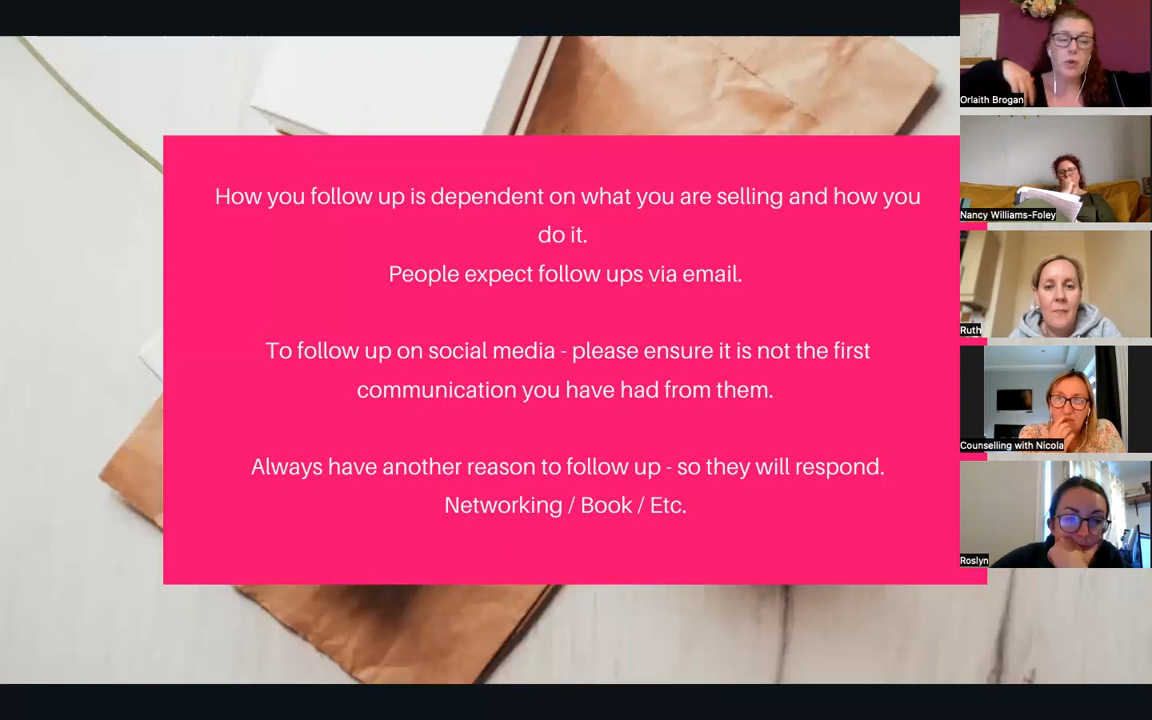 How you follow up is dependent on what you are selling and how you
do it.
People expect follow ups via email.
To follow up on social media - please ensure it is not the first
communication you have had from them.
Always have another reason to follow up - so they will respond.
Networking / Book / Etc.
Orlaith Brogan
Nancy Williams-Foley
Ruth
Counselling with Nicola
Roslyn